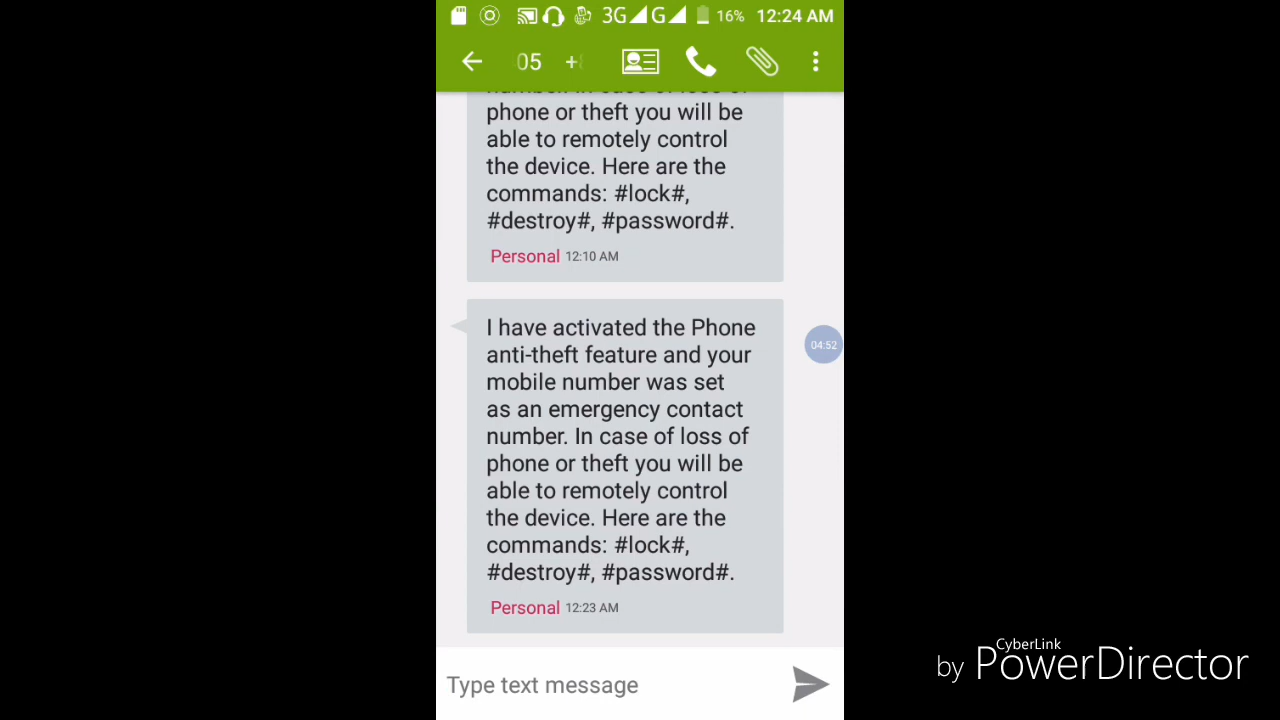 3G G 16% 12:24 AM
05 +
phone or theft you will be
able to remotely control
the device. Here are the
commands: #lock#,
#destroy#, #password#.
Personal 12:10 AM
I have activated the Phone
anti-theft feature and your
mobile number was set
as an emergency contact
number. In case of loss of
phone or theft you will be
able to remotely control
the device. Here are the
commands: #lock#,
#destroy#, #password#.
Personal 12:23 AM
04:52
Type text message
CyberLink
by PowerDirector